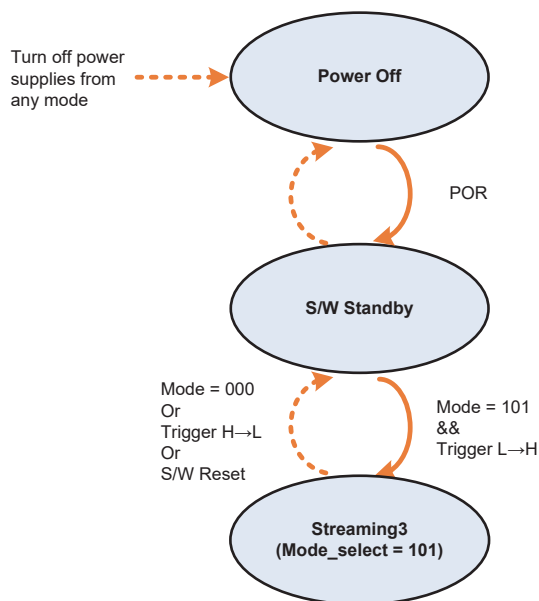 Turn off power
supplies from
any mode
Power Off
POR
S/W Standby
Mode = 000
Or
Trigger H→L
Or
S/W Reset
Mode = 101
&&
Trigger L→H
Streaming3
(Mode_select = 101)